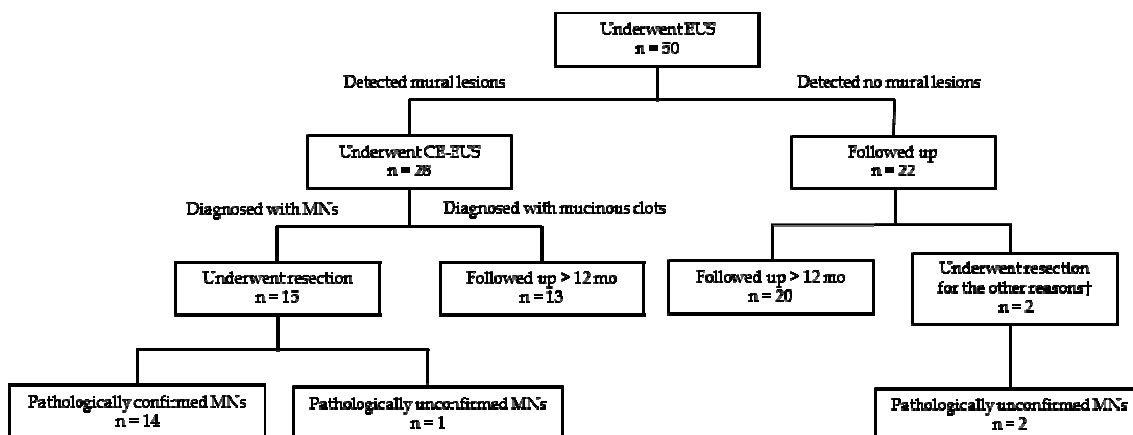 Underwent EUS
n = 50
Detected mural lesions
Detected no mural lesions
Underwent CE-EUS
n = 28
Followed up
n = 22
Diagnosed with MNs
Diagnosed with mucinous clots
Underwent resection
n = 15
Followed up > 12 mo
n = 13
Followed up > 12 mo
n = 20
Underwent resection
for the other reasons†
n = 2
Pathologically confirmed MNs
n = 14
Pathologically unconfirmed MNs
n = 1
Pathologically unconfirmed MNs
n = 2